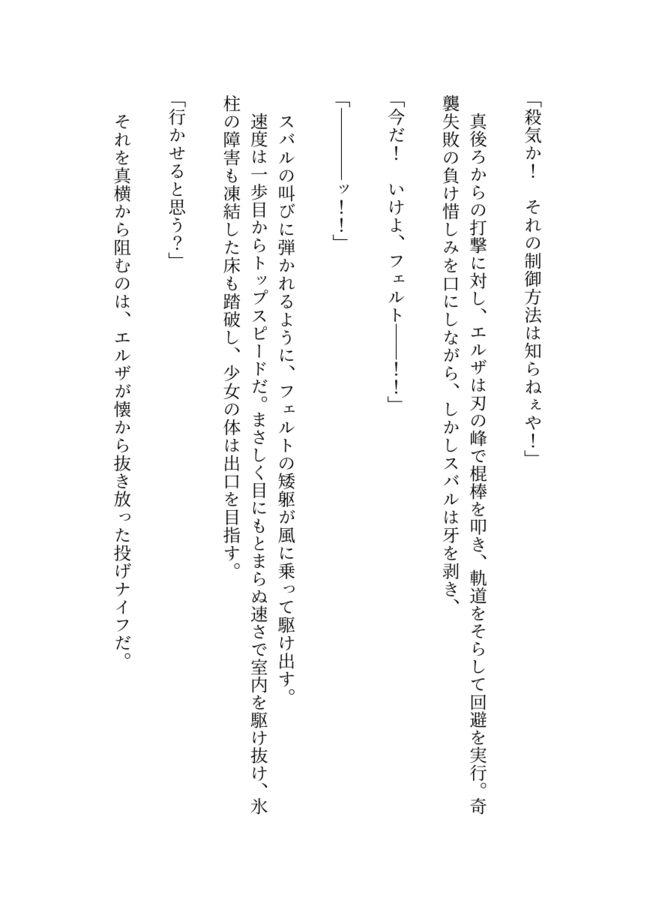 「殺気か！　それの制御方法は知らねぇや！」
　真後ろからの打撃に対し、エルザは刃の峰で棍棒を叩き、軌道をそらして回避を実行。奇
襲失敗の負け惜しみを口にしながら、しかしスバルは牙を剥き、
「今だ！　いけよ、フェルト——！！」
「————ッ！！」
　スバルの叫びに弾かれるように、フェルトの矮躯が風に乗って駆け出す。
　速度は一歩目からトップスピードだ。まさしく目にもとまらぬ速さで室内を駆け抜け、氷
柱の障害も凍結した床も踏破し、少女の体は出口を目指す。
「行かせると思う？」
　それを真横から阻むのは、エルザが懐から抜き放った投げナイフだ。